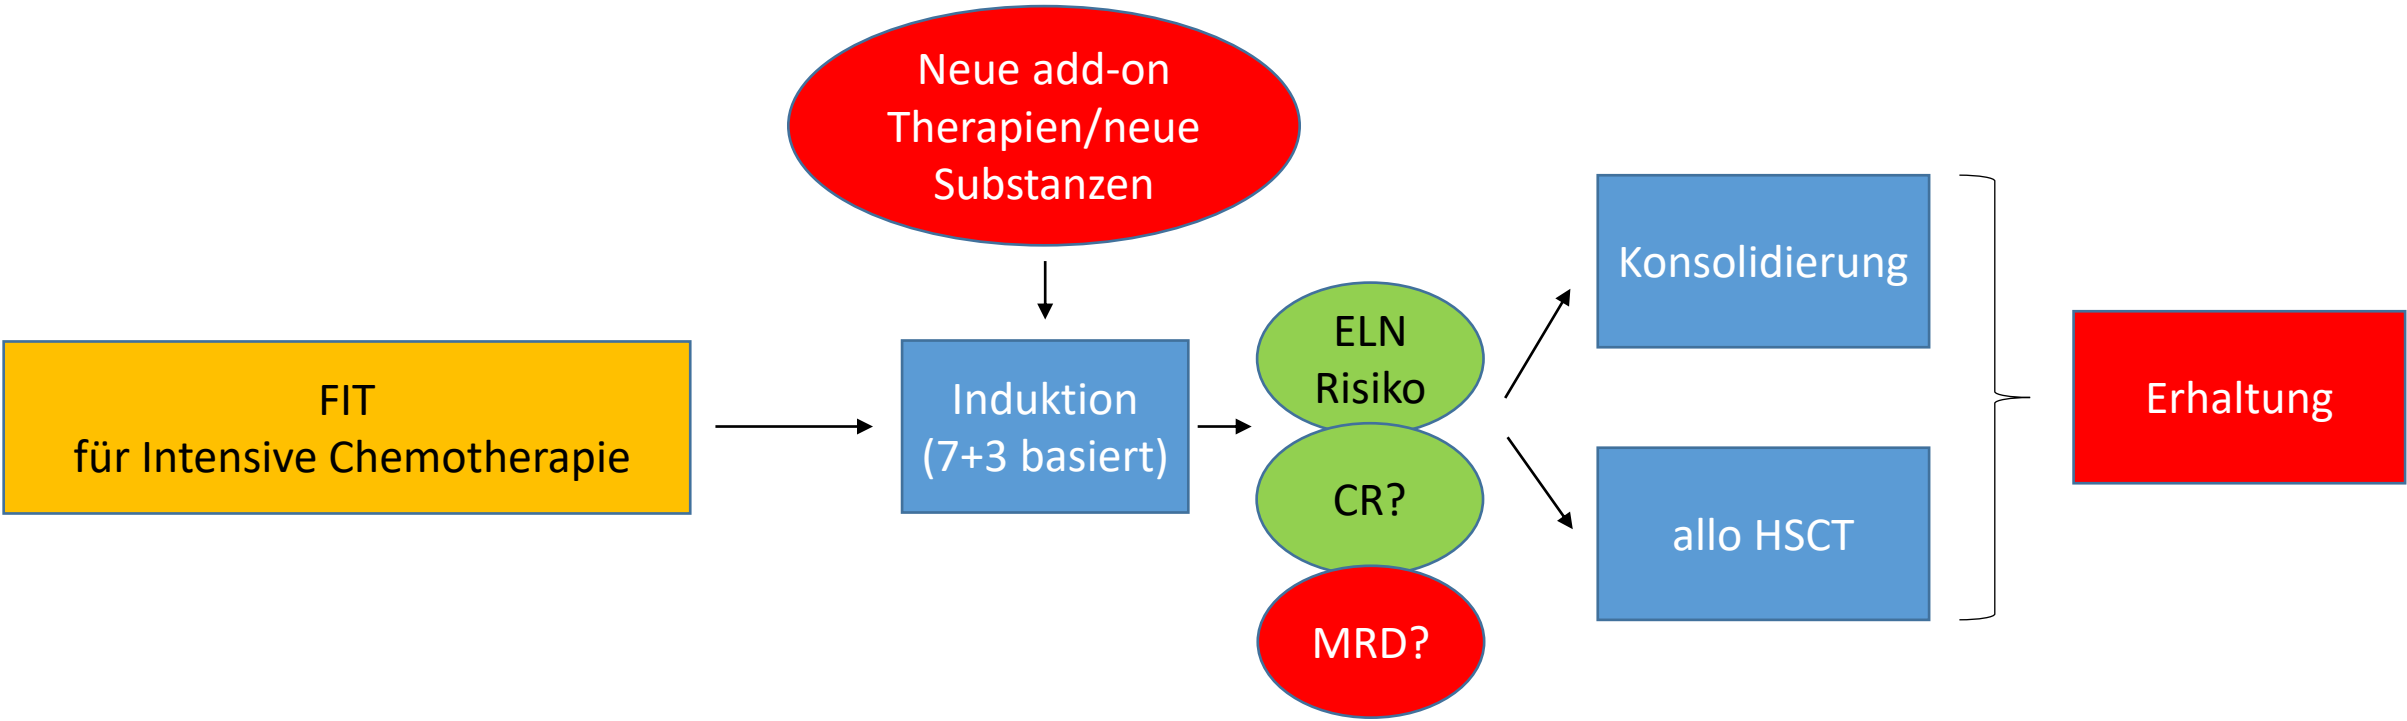 Neue add-on
Therapien/neue
Substanzen
FIT
für Intensive Chemotherapie
Induktion
(7+3 basiert)
ELN
Risiko
CR?
MRD?
Konsolidierung
allo HSCT
Erhaltung